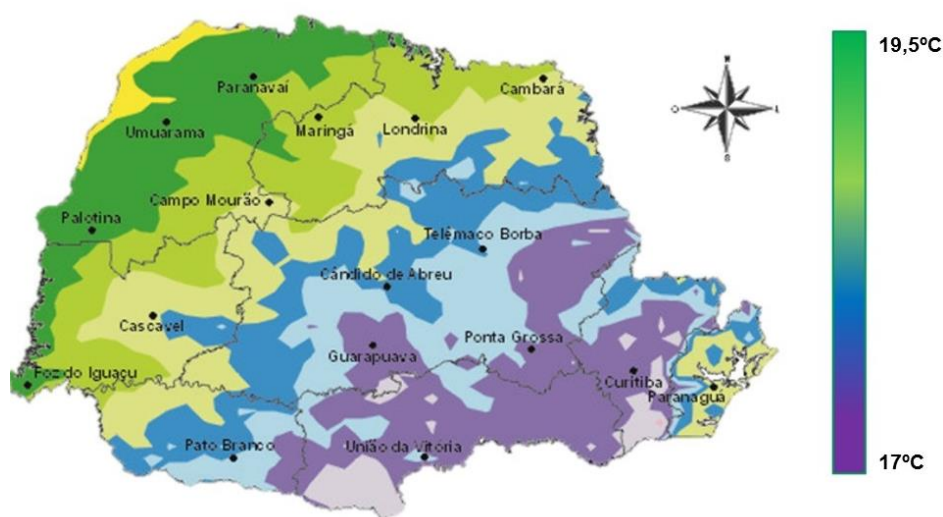 19,5ºC
Paranavaí
Cambará
Umuarama
Maringá
Londrina
N
O
L
S
Campo Mourão
Palotina
Telêmaco Borba
Cândido de Abreu
Cascavel
Guarapuava
Ponta Grossa
Foz do Iguaçu
Curitiba
Paranaguá
Pato Branco
União da Vitória
17ºC